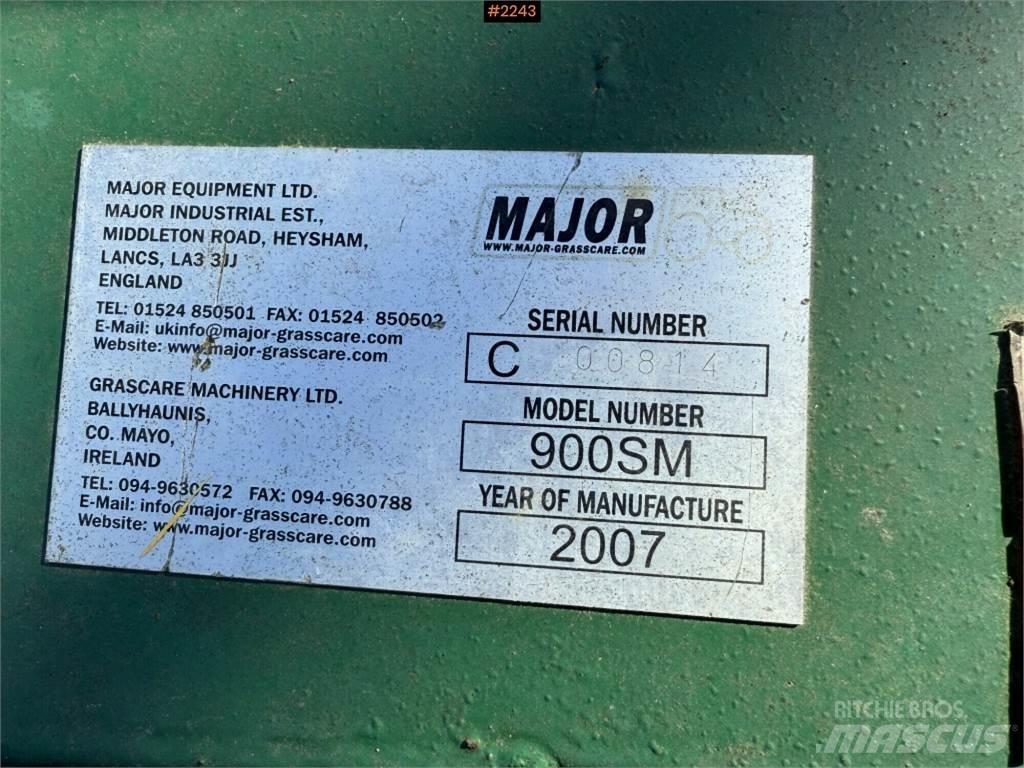 #2243
MAJOR EQUIPMENT LTD.
MAJOR INDUSTRIAL EST.,
MIDDLETON ROAD, HEYSHAM,
LANCS, LA3 3JJ
ENGLAND
TEL: 01524 850501 FAX: 01524 850502
E-Mail: ukinfo@major-grasscare.com
Website: www.major-grasscare.com
GRASCARE MACHINERY LTD.
BALLYHAUNIS,
CO. MAYO,
IRELAND
TEL: 094-9630572 FAX: 094-9630788
E-Mail: info@major-grasscare.com
Website: www.major-grasscare.com
MAJOR
WWW.MAJOR-GRASSCARE.COM
SERIAL NUMBER
C 00814
MODEL NUMBER
900SM
YEAR OF MANUFACTURE
2007
RITCHIE BROS.
MASCUS